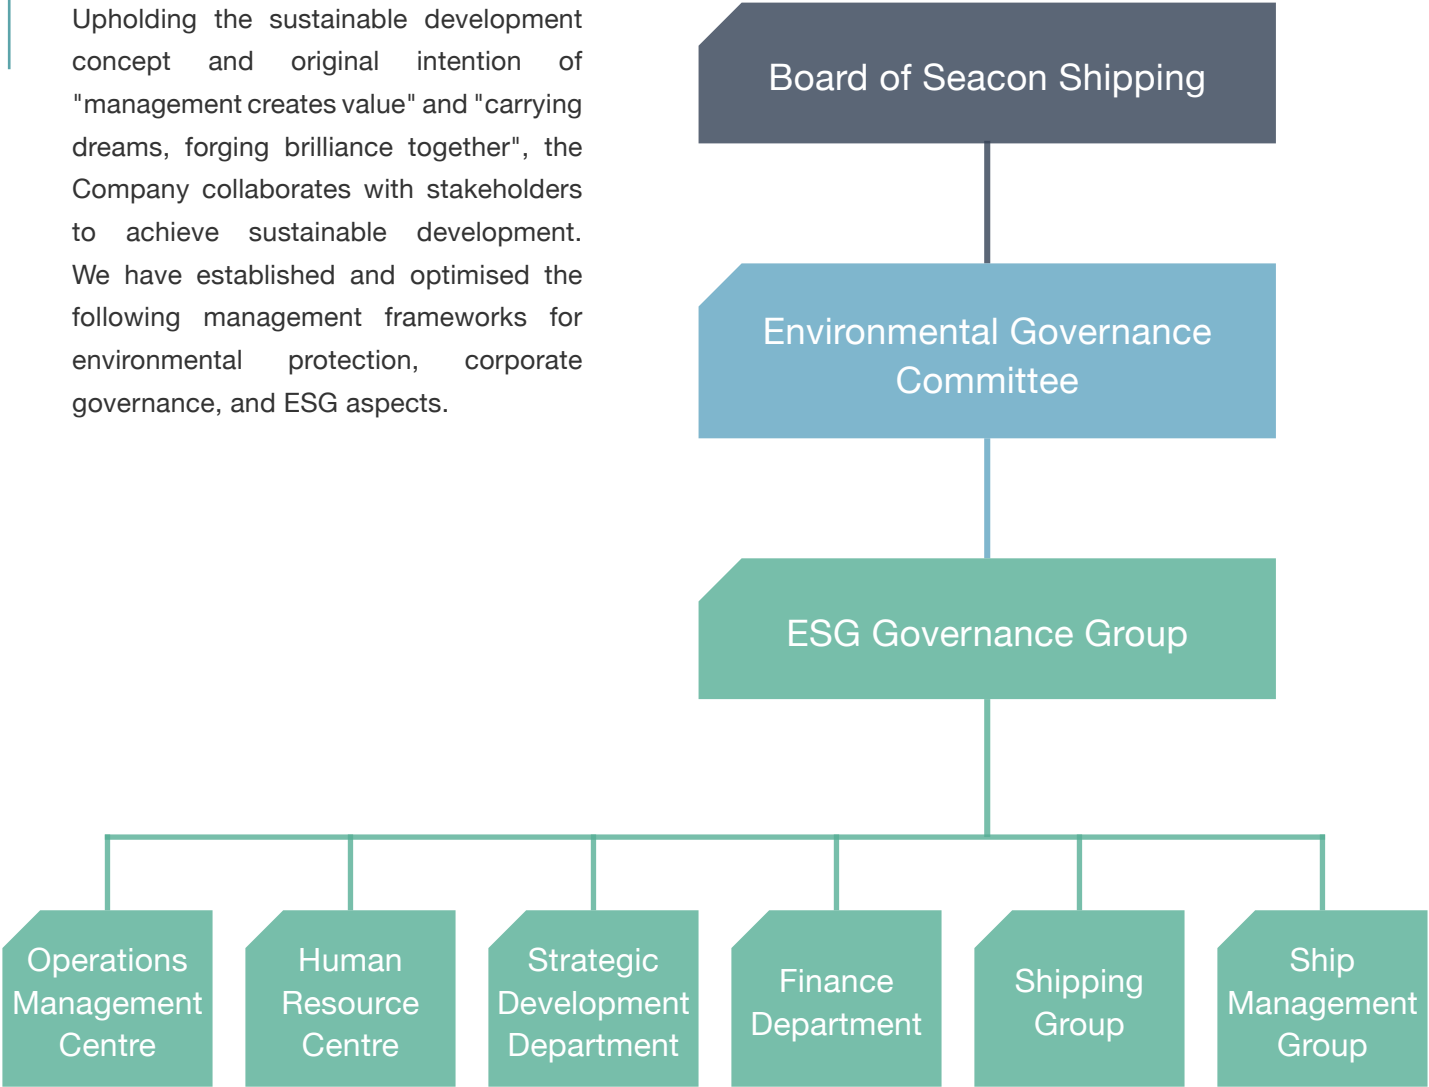 Upholding the sustainable development
concept and original intention of
"management creates value" and "carrying
dreams, forging brilliance together", the
Company collaborates with stakeholders
to achieve sustainable development.
We have established and optimised the
following management frameworks for
environmental protection, corporate
governance, and ESG aspects.
Board of Seacon Shipping
Environmental Governance
Committee
ESG Governance Group
Operations
Management
Centre
Human
Resource
Centre
Strategic
Development
Department
Finance
Department
Shipping
Group
Ship
Management
Group